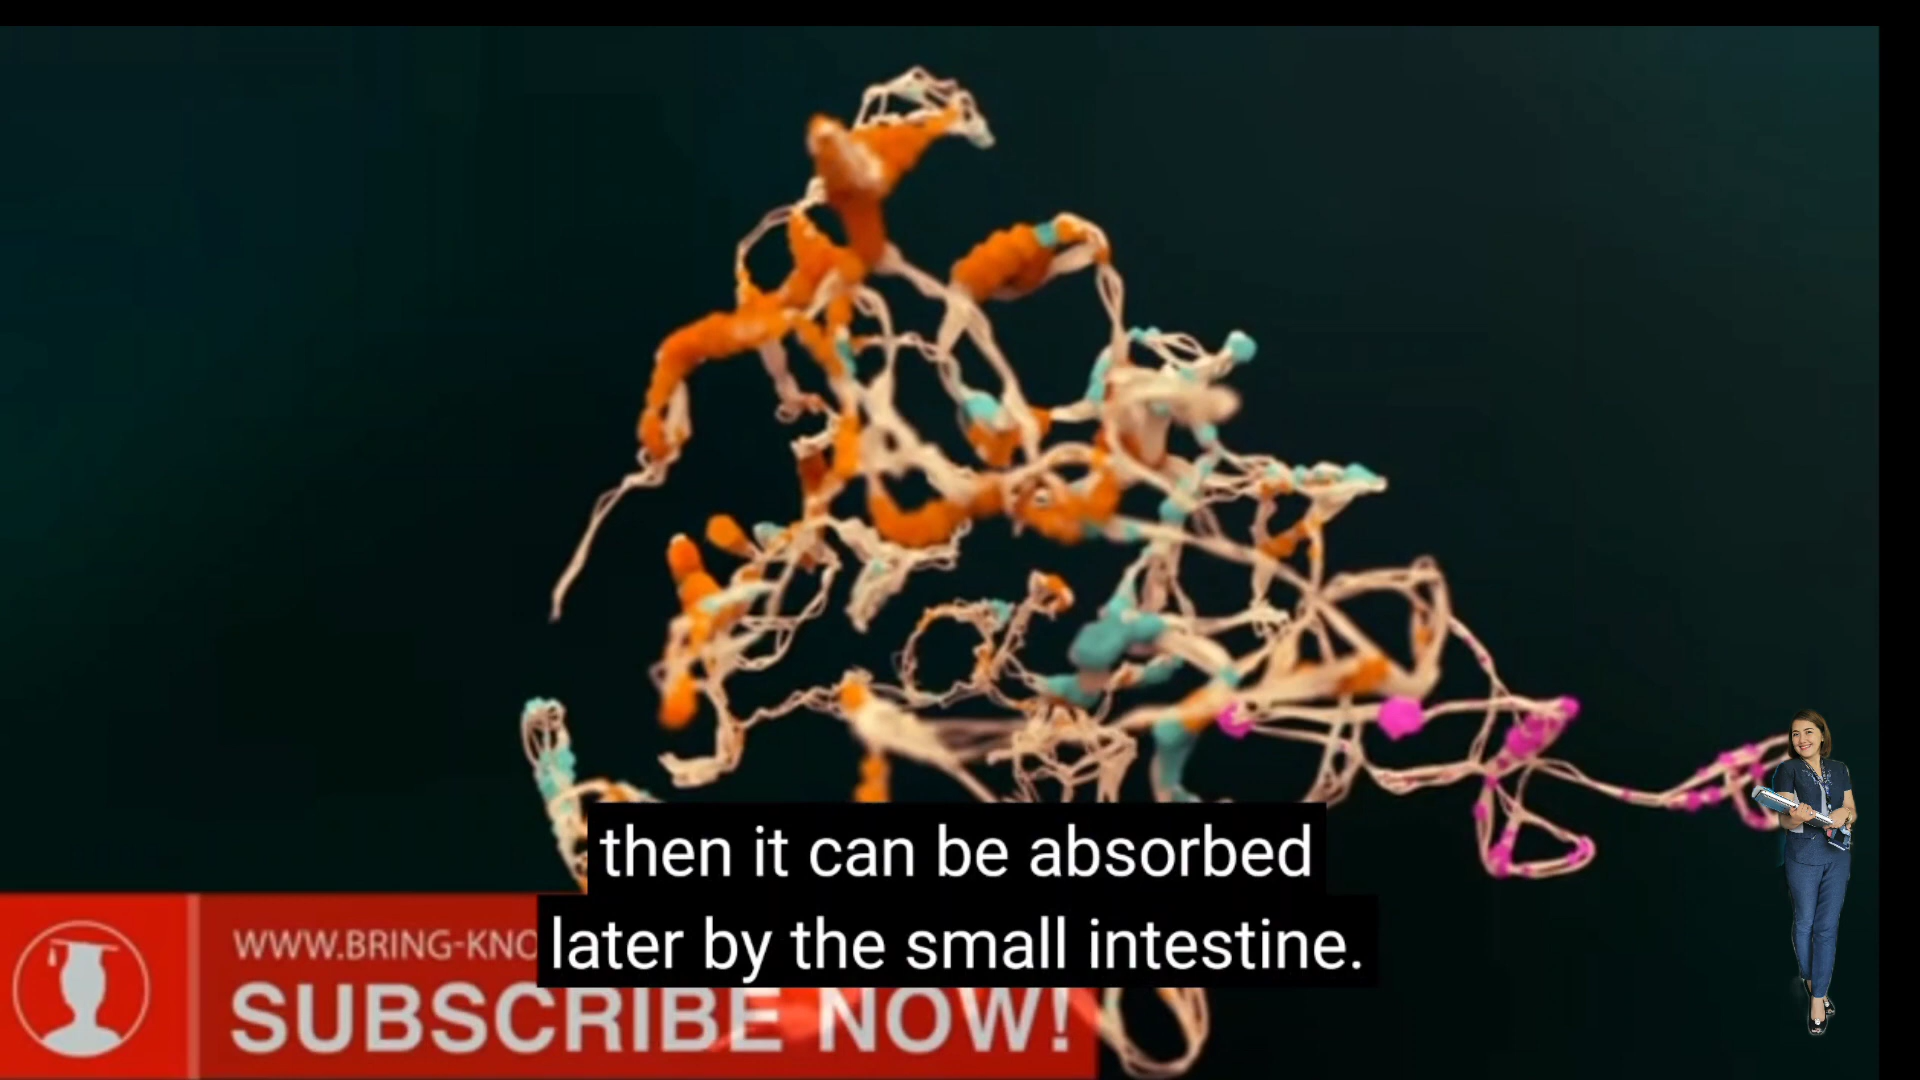 then it can be absorbed
later by the small intestine.
WWW.BRING-KNO
SUBSCRIBE NOW!